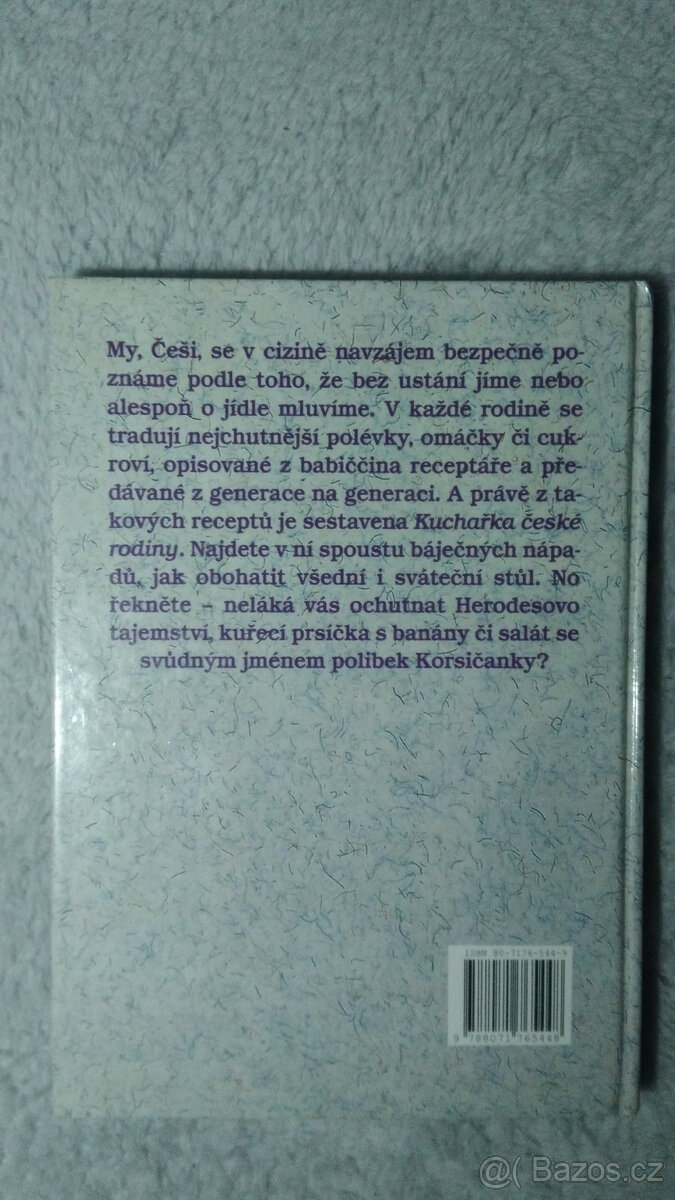 My, Češi, se v cizině navzájem bezpečně po-
známe podle toho, že bez ustání jíme nebo
alespoň o jídle mluvíme. V každé rodině se
tradují nejchutnější polévky, omáčky či cuk-
roví, opisované z babiččina receptáře a pře-
dávané z generace na generaci. A právě z ta-
kových receptů je sestavena Kuchařka české
rodiny. Najdete v ní spoustu báječných nápa-
dů, jak obohatit všední i sváteční stůl. No
řekněte – neláká vás ochutnat Herodesovo
tajemství, kuřecí prsíčka s banány či salát se
svůdným jménem polibek Korsičanky?
ISBN 80-7176-544-9
9 788071 765448
@( Bazos.cz